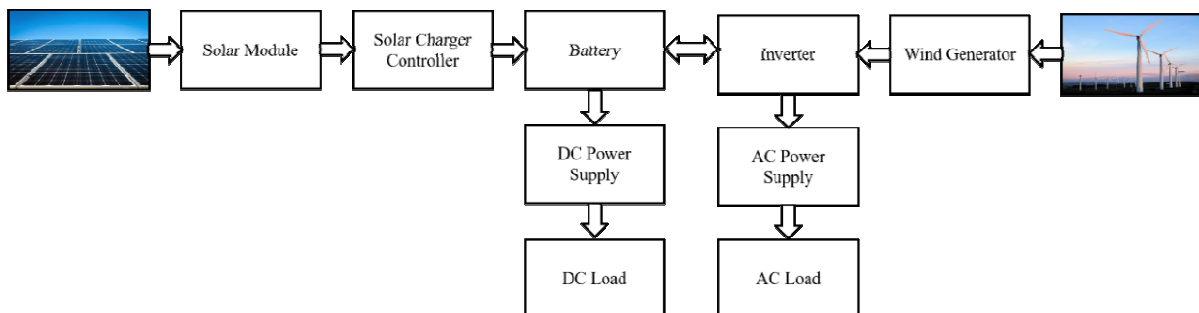 Solar Module
Solar Charger
Controller
Battery
Inverter
Wind Generator
DC Power
Supply
AC Power
Supply
DC Load
AC Load